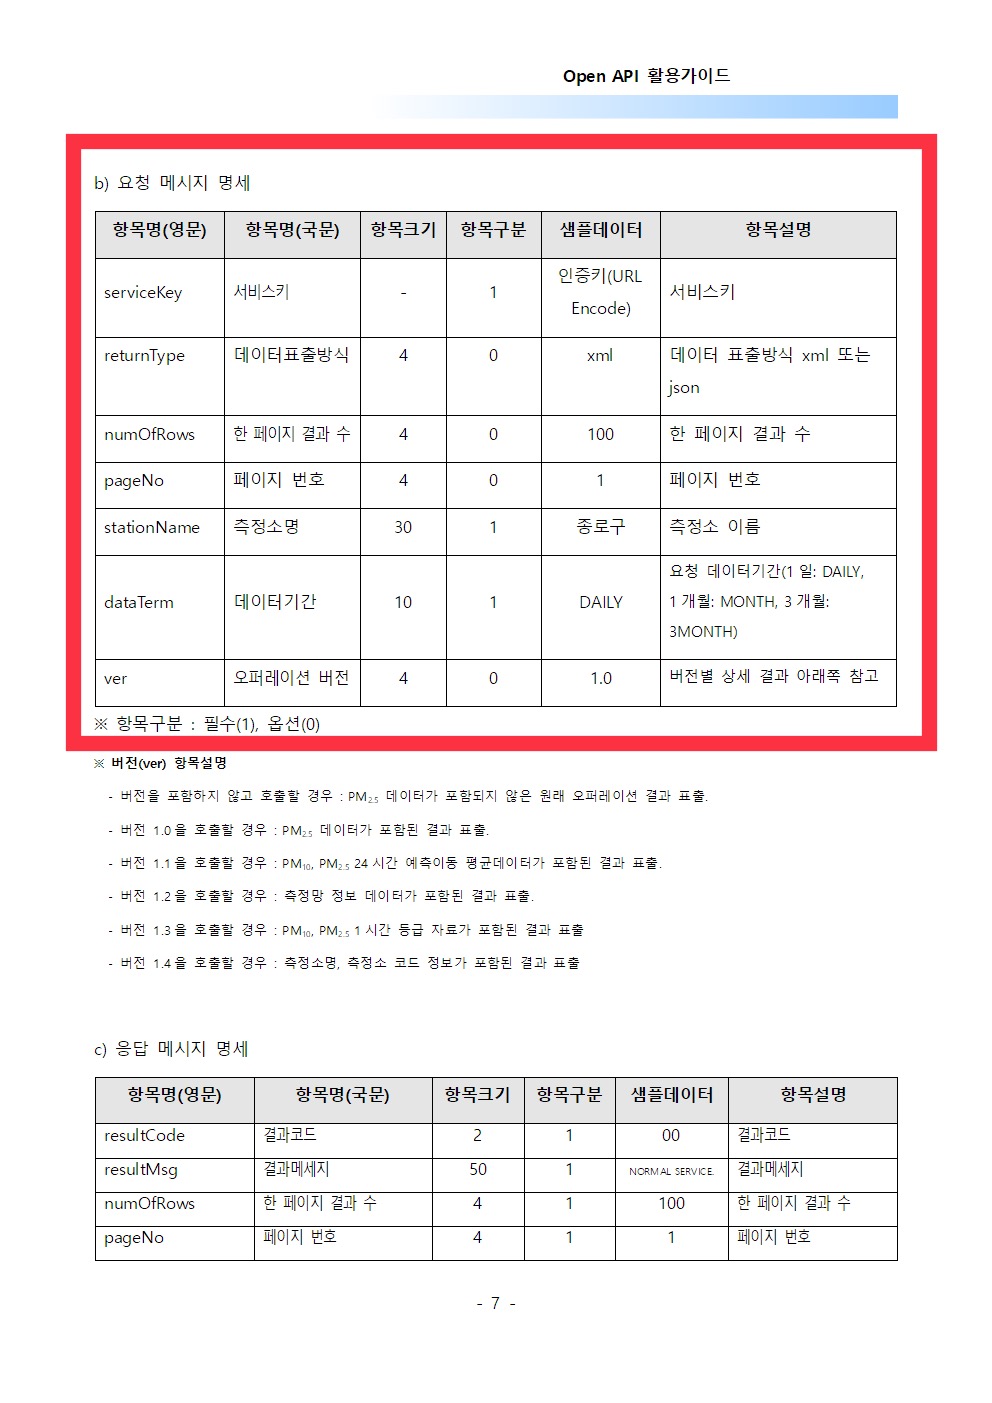 Open API 활용가이드
b) 요청 메시지 명세
항목명(영문) 항목명(국문) 항목크기 항목구분 샘플데이터 항목설명
serviceKey 서비스키 - 1 인증키(URL Encode) 서비스키
returnType 데이터표출방식 4 0 xml 데이터 표출방식 xml 또는 json
numOfRows 한 페이지 결과 수 4 0 100 한 페이지 결과 수
pageNo 페이지 번호 4 0 1 페이지 번호
stationName 측정소명 30 1 종로구 측정소 이름
dataTerm 데이터기간 10 1 DAILY 요청 데이터기간(1일: DAILY, 1개월: MONTH, 3개월: 3MONTH)
ver 오퍼레이션 버전 4 0 1.0 버전별 상세 결과 아래쪽 참고
※ 항목구분 : 필수(1), 옵션(0)
※ 버전(ver) 항목설명
- 버전을 포함하지 않고 호출할 경우 : PM2.5 데이터가 포함되지 않은 원래 오퍼레이션 결과 표출.
- 버전 1.0을 호출할 경우 : PM2.5 데이터가 포함된 결과 표출.
- 버전 1.1을 호출할 경우 : PM10, PM2.5 24시간 예측이동 평균데이터가 포함된 결과 표출.
- 버전 1.2을 호출할 경우 : 측정망 정보 데이터가 포함된 결과 표출.
- 버전 1.3을 호출할 경우 : PM10, PM2.5 1시간 등급 자료가 포함된 결과 표출
- 버전 1.4을 호출할 경우 : 측정소명, 측정소 코드 정보가 포함된 결과 표출
c) 응답 메시지 명세
항목명(영문) 항목명(국문) 항목크기 항목구분 샘플데이터 항목설명
resultCode 결과코드 2 1 00 결과코드
resultMsg 결과메세지 50 1 NORMAL SERVICE. 결과메세지
numOfRows 한 페이지 결과 수 4 1 100 한 페이지 결과 수
pageNo 페이지 번호 4 1 1 페이지 번호
- 7 -